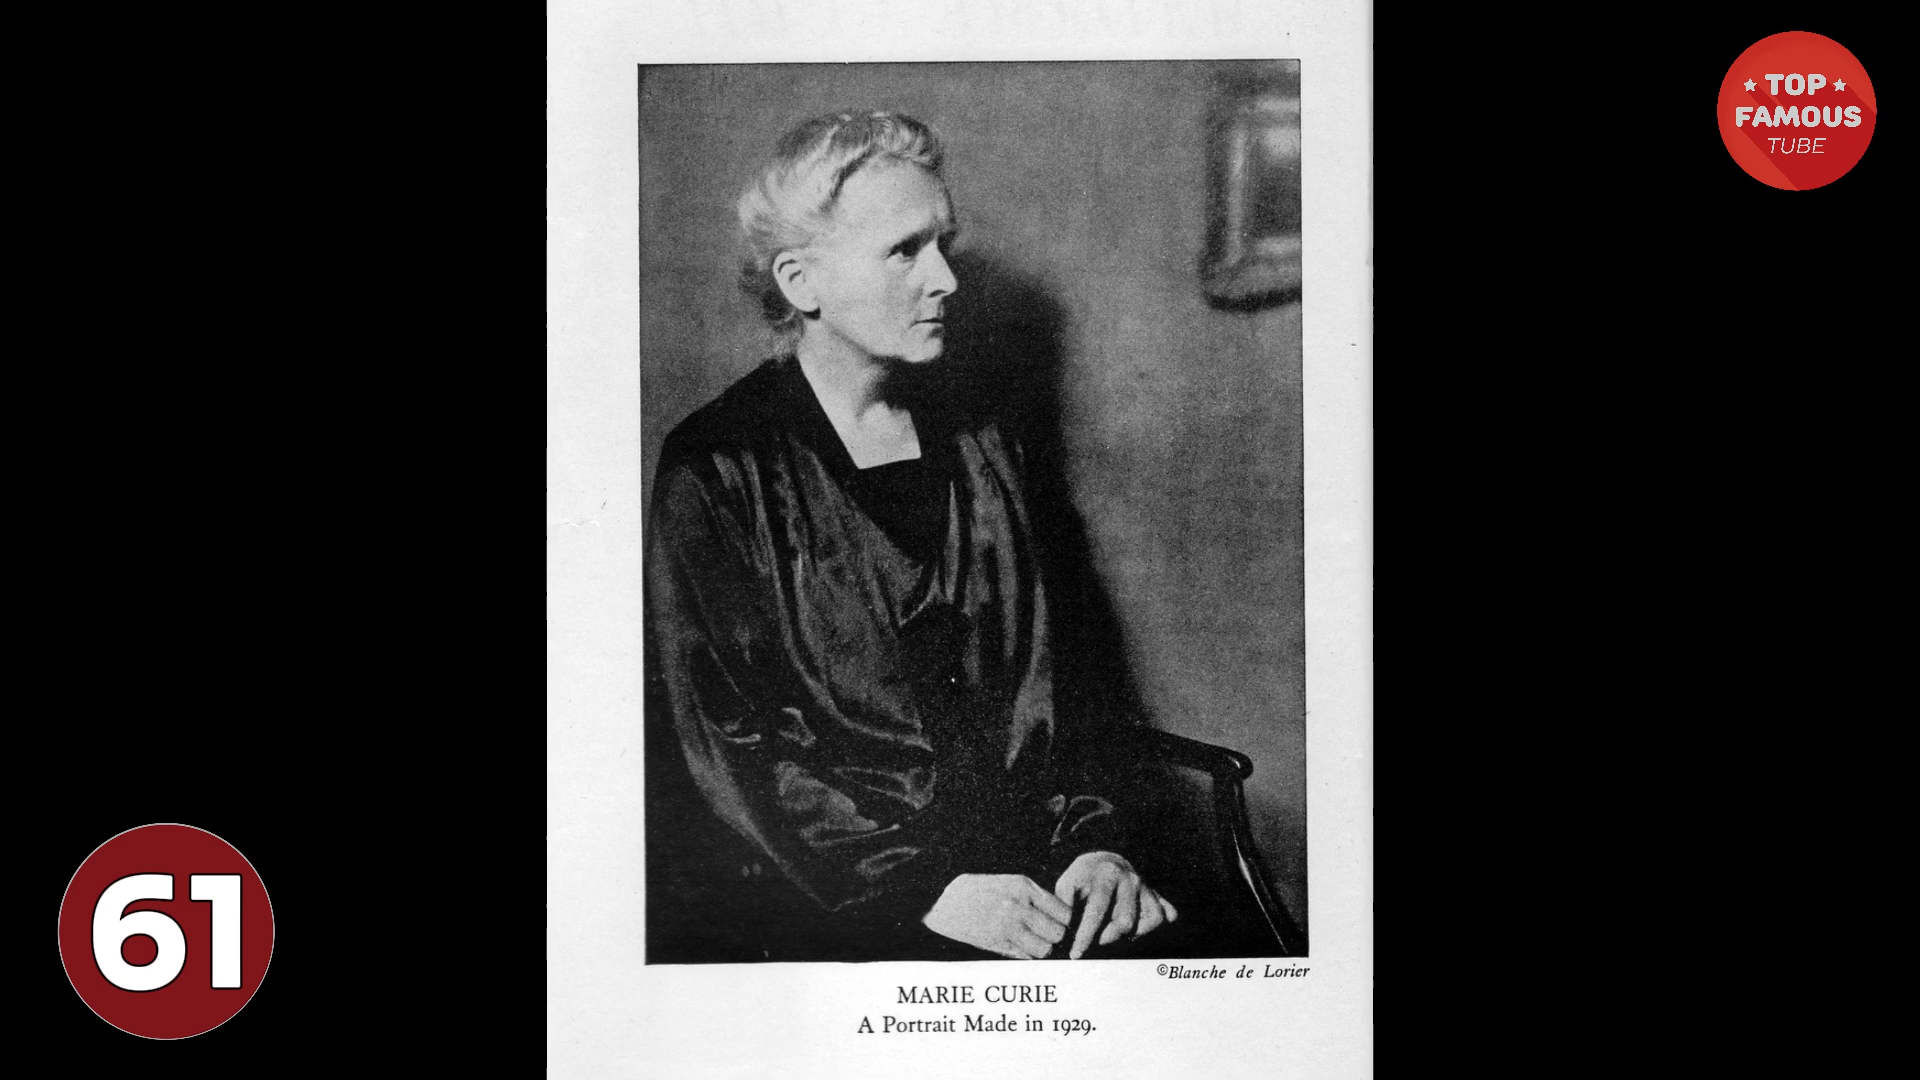 ★ TOP ★
FAMOUS
TUBE
61
©Blanche de Lorier
MARIE CURIE
A Portrait Made in 1929.